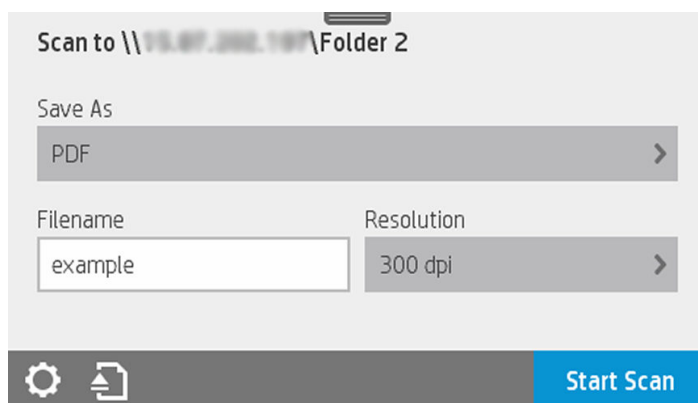 Scan to \\ \Folder 2
Save As
PDF
Filename
Resolution
example
300 dpi
Start Scan